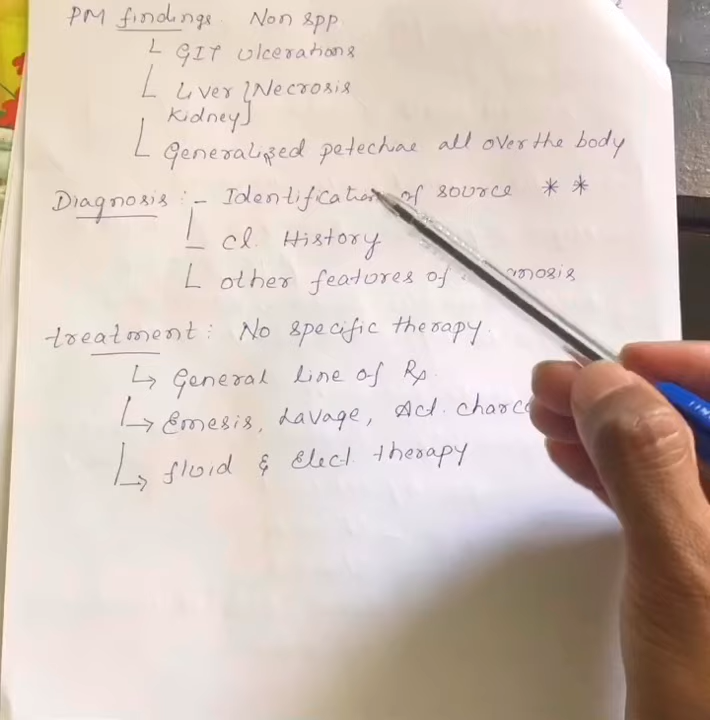 PM findings: Non spp.
GIT Ulcerations
Liver } Necrosis
Kidney }
Generalized petechae all over the body
Diagnosis :- Identification of source * *
cl. History
other features of nosis
treatment: No specific therapy.
→ General line of Rx.
→ Emesis, Lavage, Act. charc
→ fluid & Elect. therapy